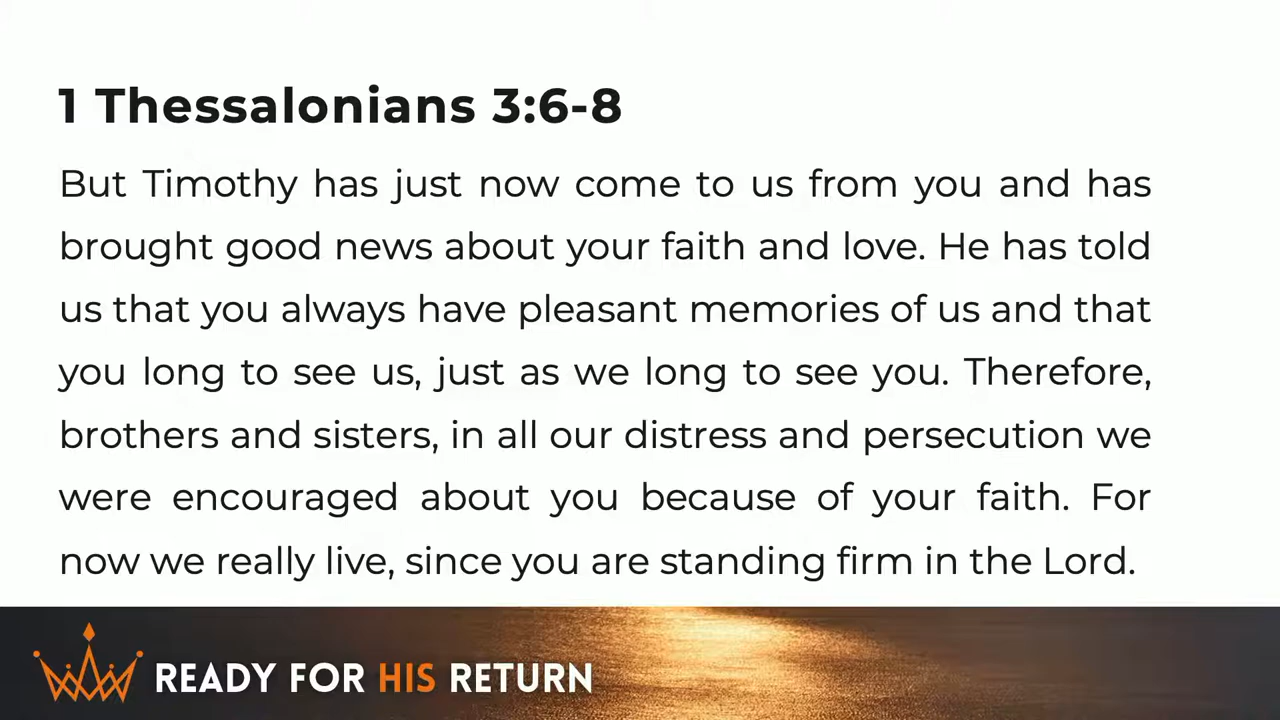 1 Thessalonians 3:6-8
But Timothy has just now come to us from you and has
brought good news about your faith and love. He has told
us that you always have pleasant memories of us and that
you long to see us, just as we long to see you. Therefore,
brothers and sisters, in all our distress and persecution we
were encouraged about you because of your faith. For
now we really live, since you are standing firm in the Lord.
READY FOR HIS RETURN